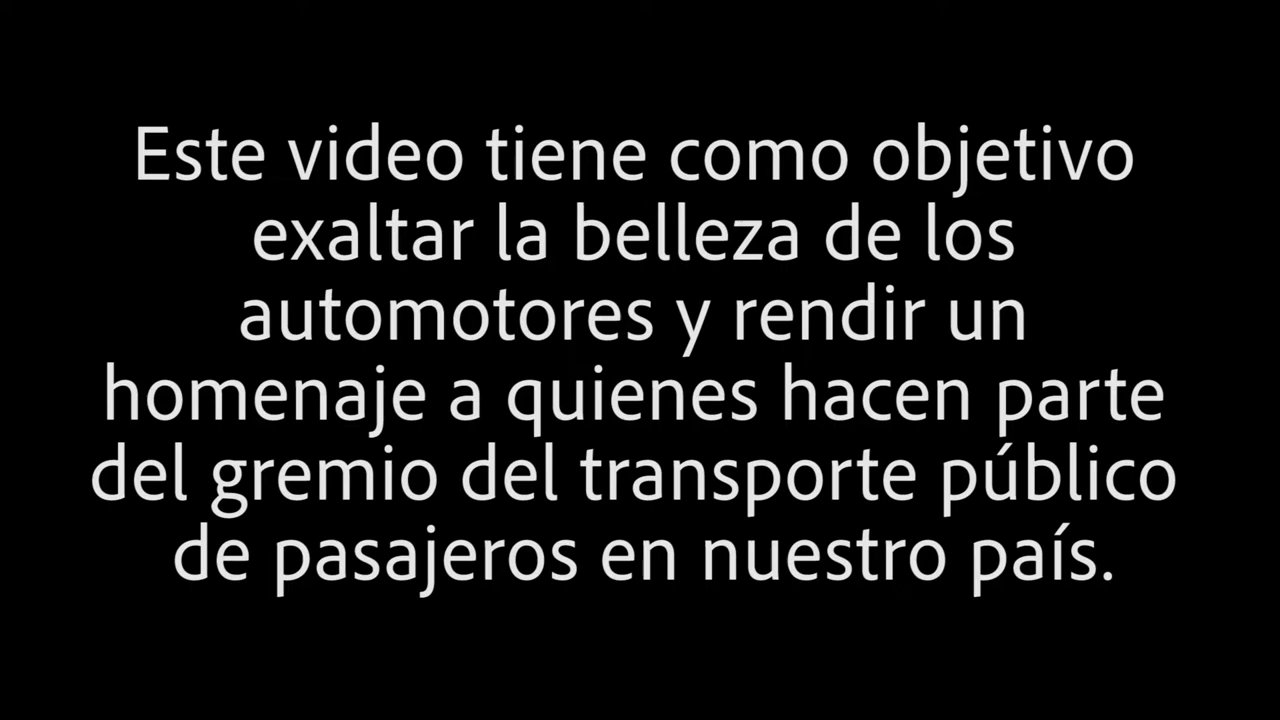 Este video tiene como objetivo
exaltar la belleza de los
automotores y rendir un
homenaje a quienes hacen parte
del gremio del transporte público
de pasajeros en nuestro país.